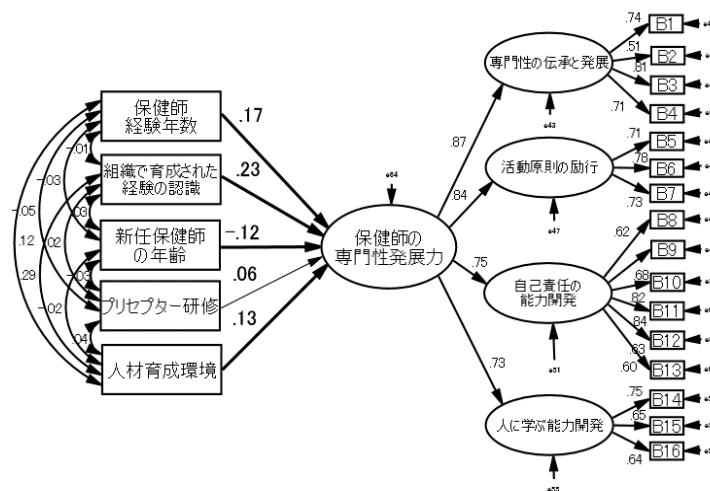 保健師
経験年数
組織で育成された
経験の認識
新任保健師
の年齢
プリセプター研修
人材育成環境
-.01
-.03
-.05
.12
.29
.03
.02
-.03
-.02
.04
.17
.23
-.12
.06
.13
e64
保健師の
専門性発展力
.87
.84
.75
.73
専門性の伝承と発展
e43
活動原則の励行
e47
自己責任の
能力開発
e51
人に学ぶ能力開発
.74
B1
.51
B2
.81
B3
.71
B4
.71
B5
.78
B6
.73
B7
.62
B8
B9
.68
B10
.82
B11
.84
B12
.63
B13
.60
.75
B14
.65
B15
.64
B16